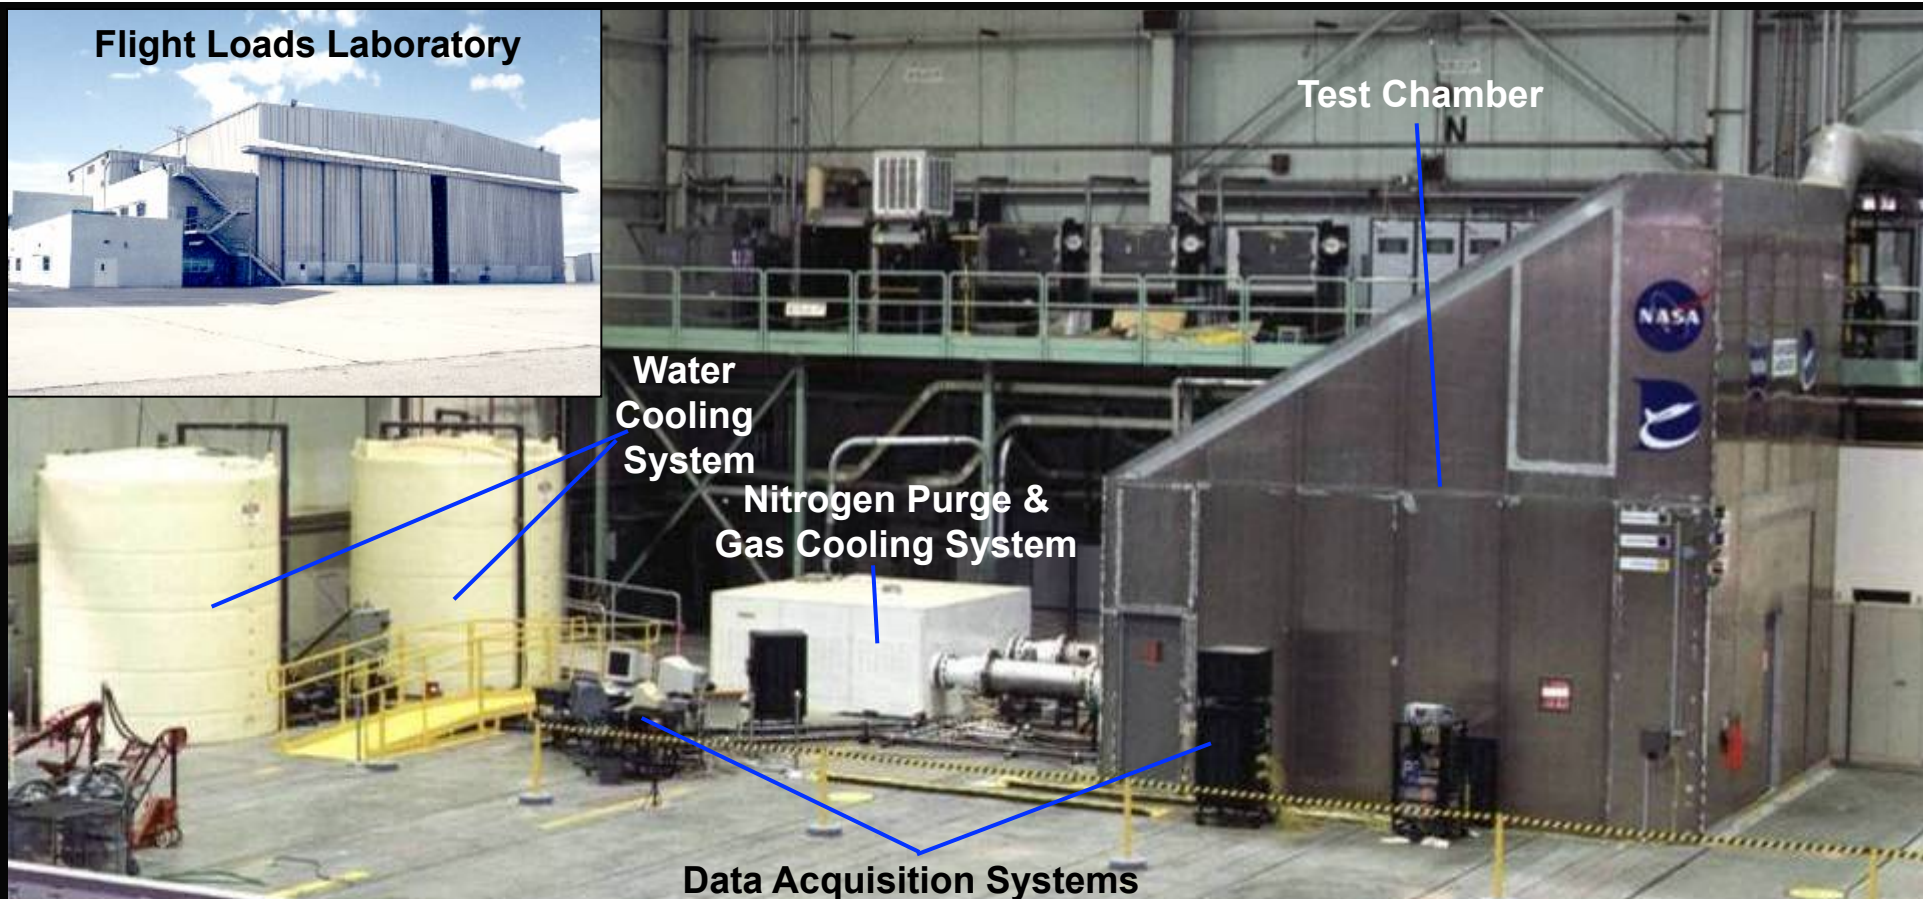 Flight Loads Laboratory
Test Chamber
N
NASA
Water
Cooling
System
Nitrogen Purge &
Gas Cooling System
Data Acquisition Systems